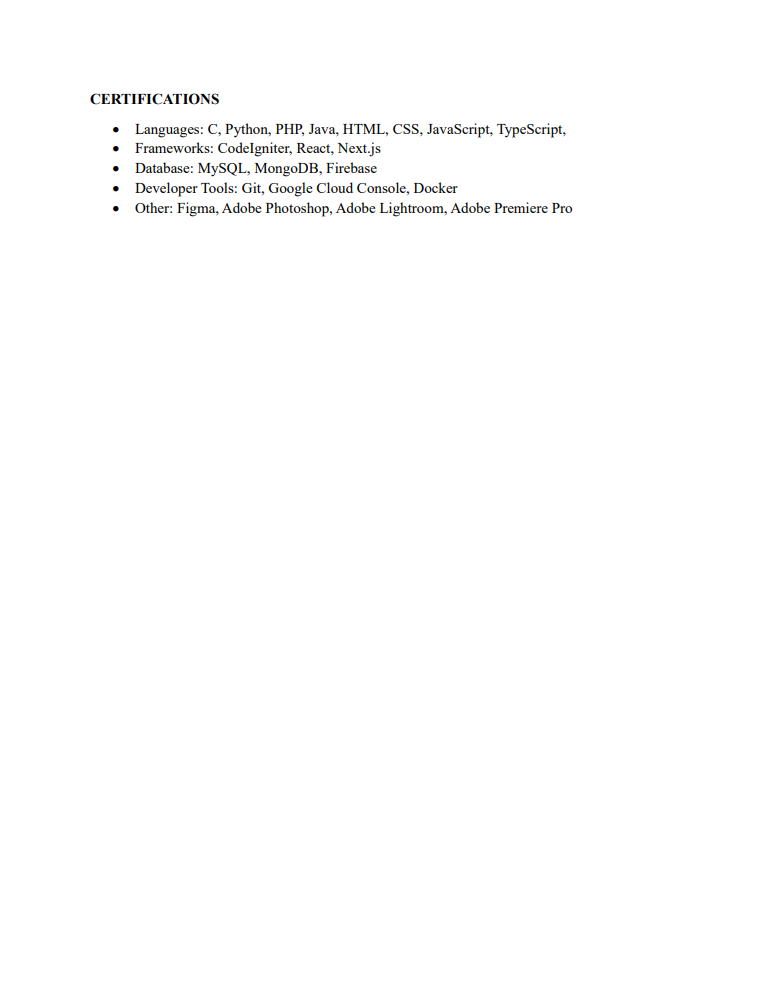 CERTIFICATIONS
• Languages: C, Python, PHP, Java, HTML, CSS, JavaScript, TypeScript,
• Frameworks: CodeIgniter, React, Next.js
• Database: MySQL, MongoDB, Firebase
• Developer Tools: Git, Google Cloud Console, Docker
• Other: Figma, Adobe Photoshop, Adobe Lightroom, Adobe Premiere Pro